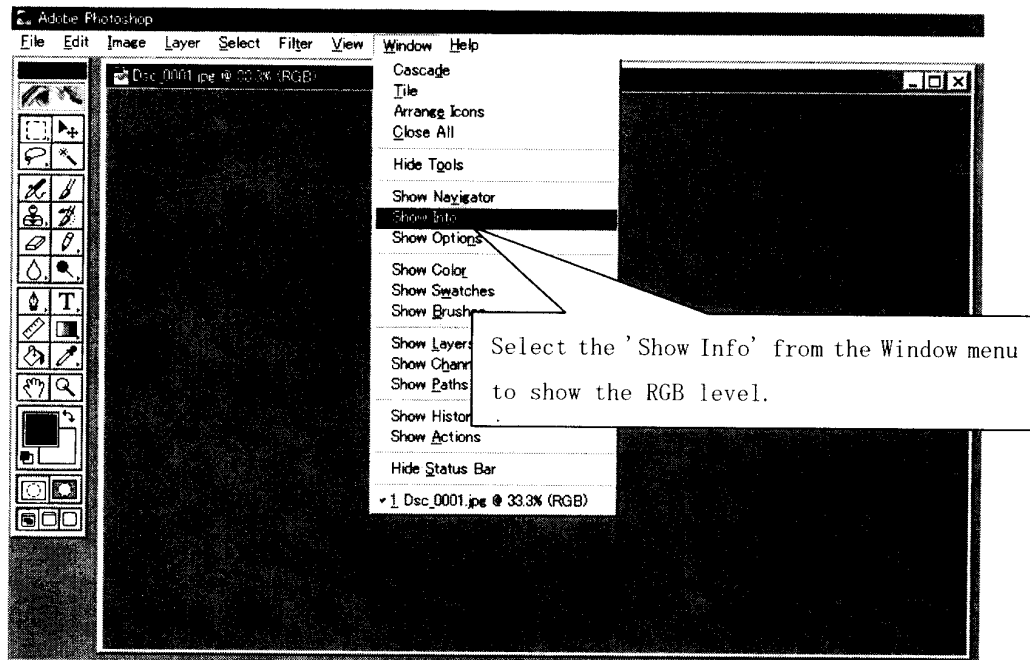 Adobe Photoshop
File Edit Image Layer Select Filter View Window Help
Dsc_0001.jpg @ 33.3% (RGB)
Cascade
Tile
Arrange Icons
Close All
Hide Tools
Show Navigator
Show Info
Show Options
Show Color
Show Swatches
Show Brushes
Show Layers
Show Chann
Show Paths
Show Histor
Show Actions
Hide Status Bar
✓1 Dsc_0001.jpg @ 33.3% (RGB)
T
Select the 'Show Info' from the Window menu
to show the RGB level.